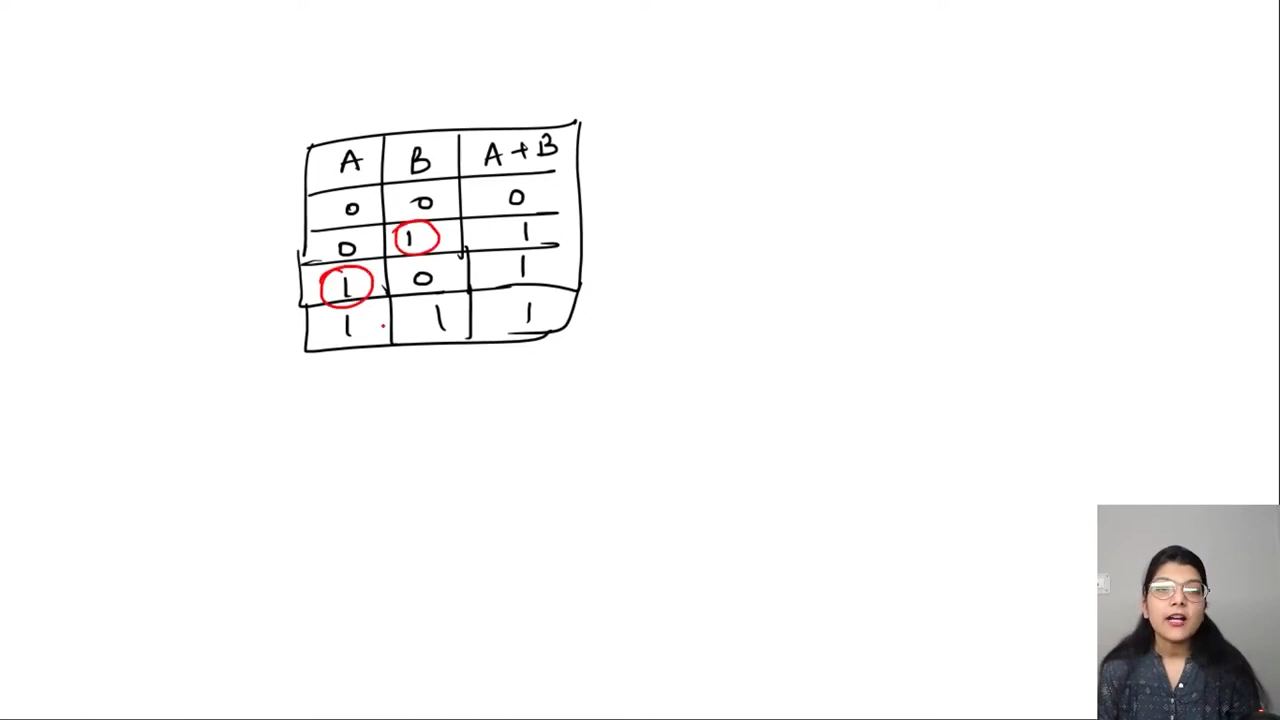 A B A + B
0 0 0
0 1 1
1 0 1
1 1 1